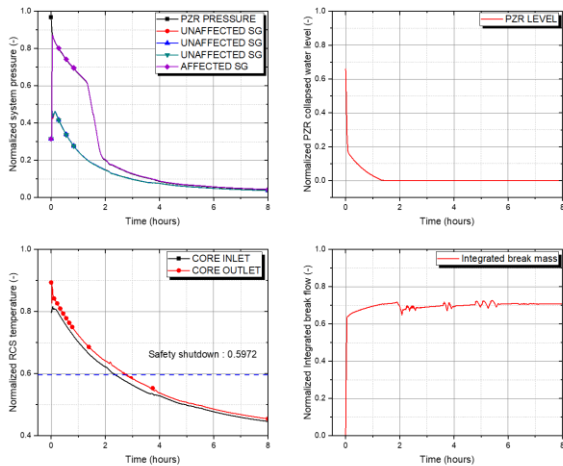 Normalized system pressure (-)
1.0
0.8
0.6
0.4
0.2
0.0
PZR PRESSURE
UNAFFECTED SG
UNAFFECTED SG
UNAFFECTED SG
AFFECTED SG
0 2 4 6 8
Time (hours)
Normalized PZR collapsed water level (-)
1.0
0.8
0.6
0.4
0.2
0.0
PZR LEVEL
0 2 4 6 8
Time (hours)
Normalized RCS temperature (-)
1.0
0.8
0.6
0.4
CORE INLET
CORE OUTLET
Safety shutdown : 0.5972
0 2 4 6 8
Time (hours)
Normalized Integrated break flow (-)
1.0
0.8
0.6
0.4
0.2
0.0
Integrated break mass
0 2 4 6 8
Time (hours)